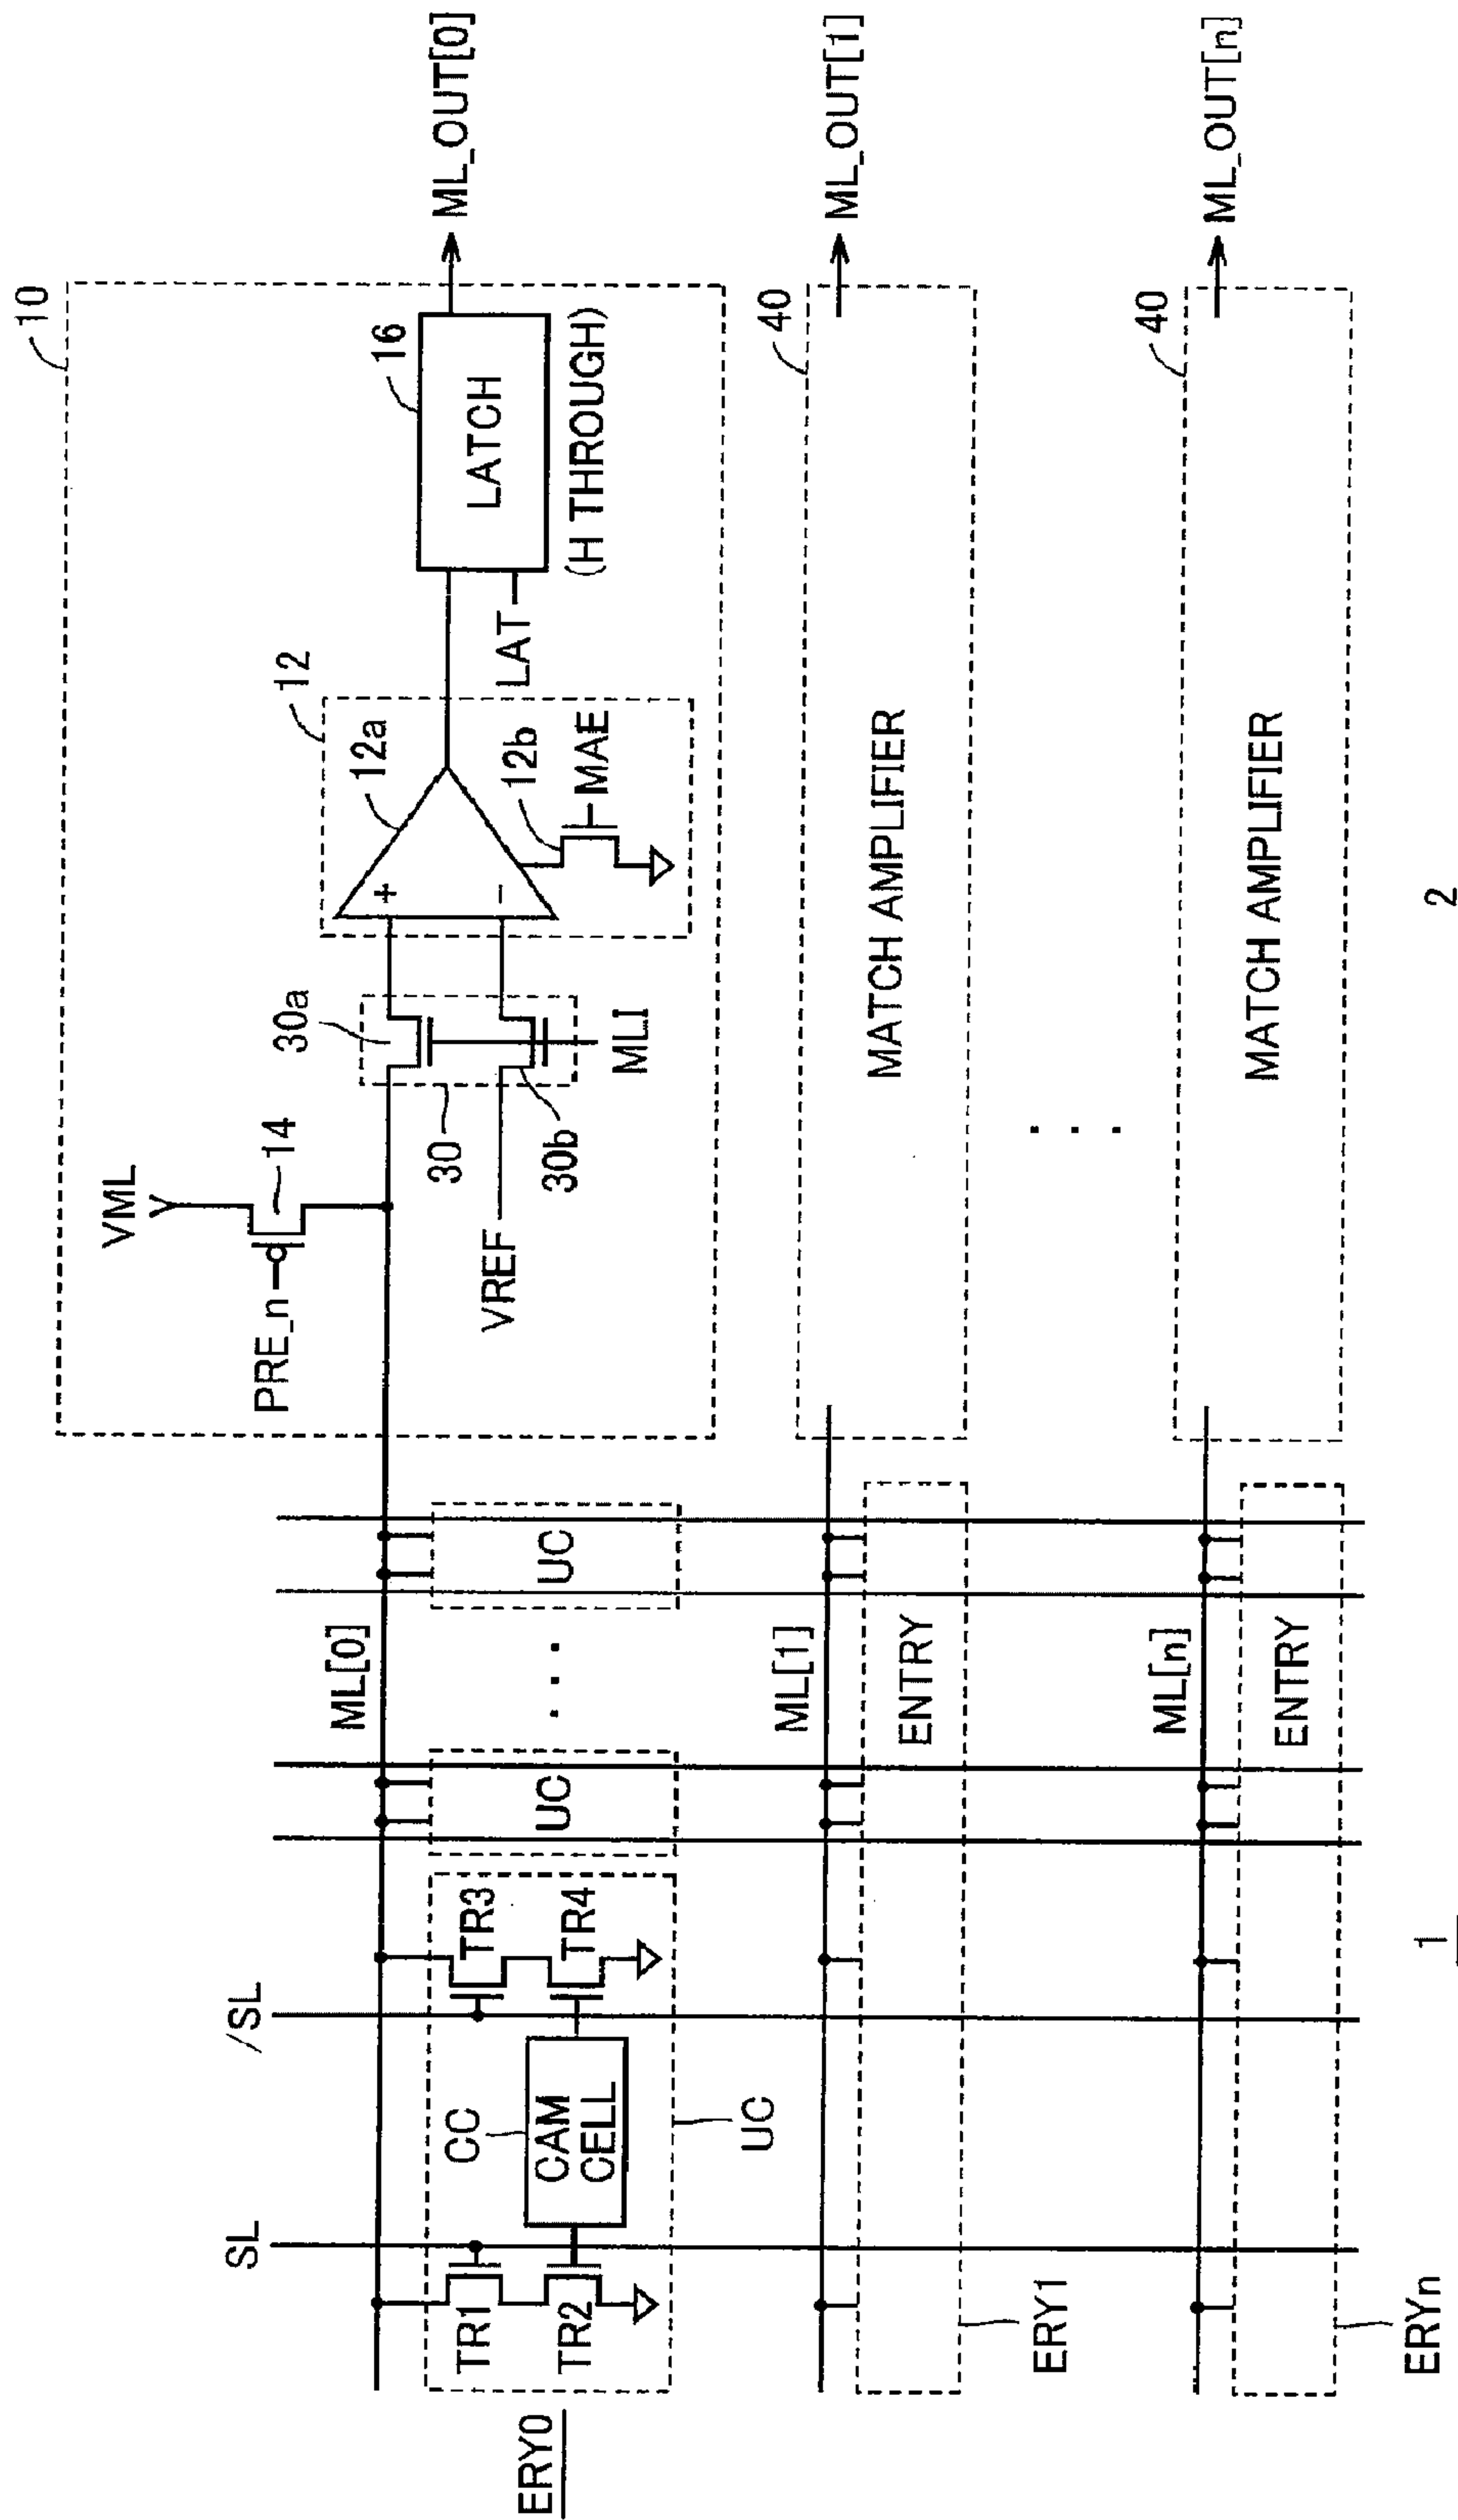 10
VML
PRE_n
14
30a
12
12a
16
LATCH
ML_OUT[0]
12b
MAE
LAT
(H THROUGH)
VREF
30
30b
MLI
SL
/SL
ML[0]
TR1
TR2
CC
CAM
CELL
TR3
TR4
UC
. . .
UC
UC
ERY0
ML[1]
ENTRY
ERY1
40
MATCH AMPLIFIER
ML_OUT[1]
. . .
ML[n]
ENTRY
ERYn
40
MATCH AMPLIFIER
ML_OUT[n]
1
2